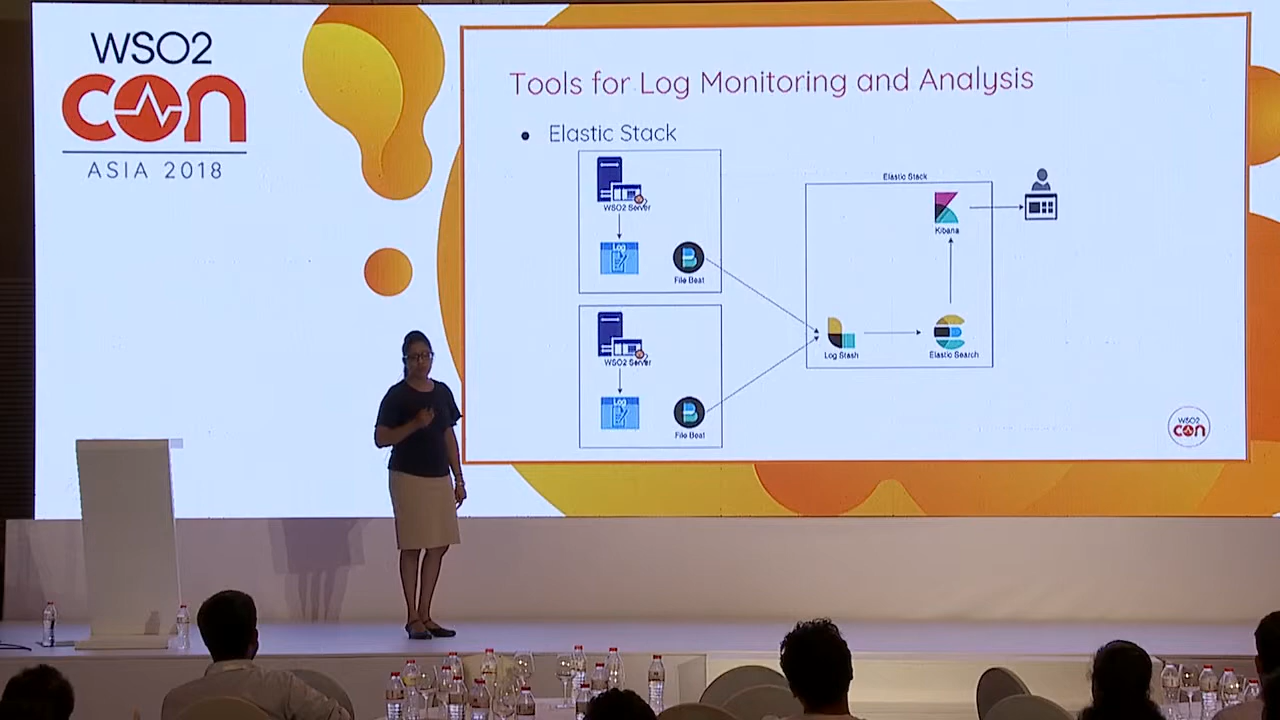 WSO2
CON
ASIA 2018
Tools for Log Monitoring and Analysis
• Elastic Stack
WSO2 Server
Log
File Beat
WSO2 Server
Log
File Beat
Elastic Stack
Kibana
Log Stash
Elastic Search
WSO2
CON